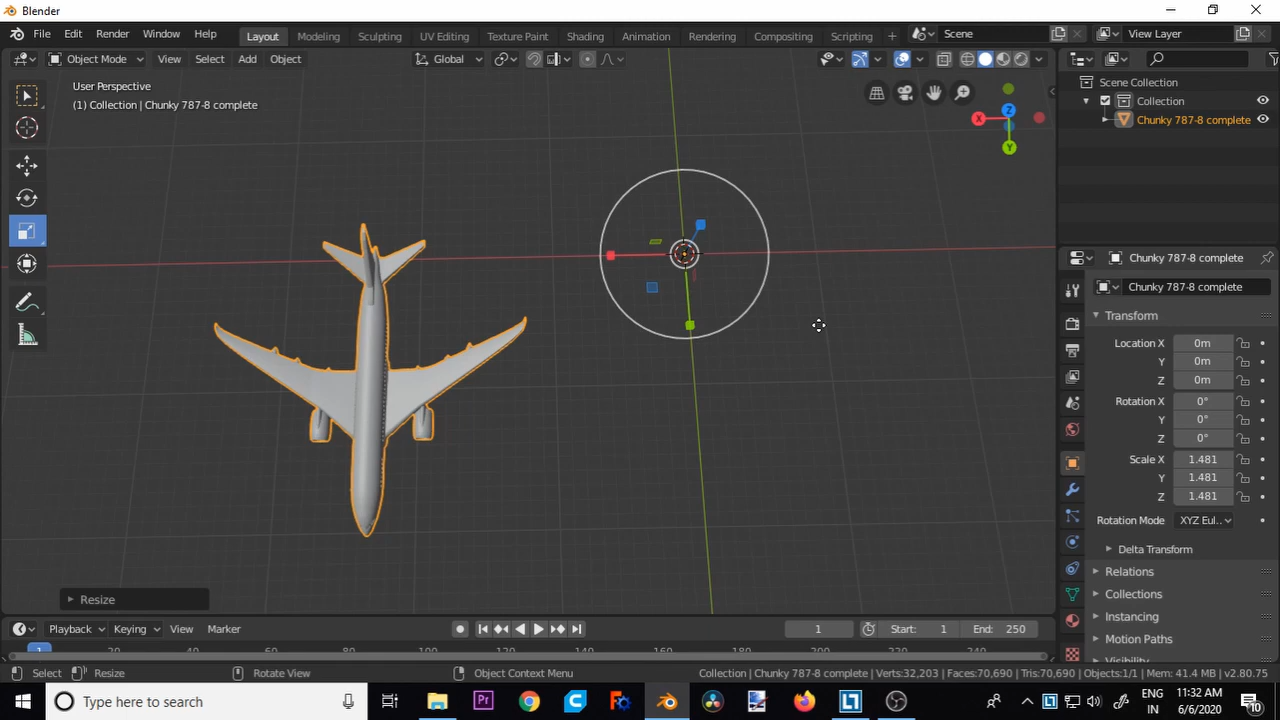 Blender
File Edit Render Window Help Layout Modeling Sculpting UV Editing Texture Paint Shading Animation Rendering Compositing Scripting + Scene View Layer
Object Mode View Select Add Object Global
User Perspective
(1) Collection | Chunky 787-8 complete
X
Y
Z
Scene Collection
Collection
Chunky 787-8 complete
Chunky 787-8 complete
Chunky 787-8 complete
Transform
Location X 0m
Y 0m
Z 0m
Rotation X 0°
Y 0°
Z 0°
Scale X 1.481
Y 1.481
Z 1.481
Rotation Mode XYZ Eul..
Delta Transform
Relations
Collections
Instancing
Motion Paths
Resize
Playback Keying View Marker 1 Start: 1 End: 250
Select Resize Rotate View Object Context Menu Collection | Chunky 787-8 complete | Verts:32,203 | Faces:70,690 | Tris:70,690 | Objects:1/1 | Mem: 41.4 MB | v2.80.75
Type here to search
Pr
ENG
IN
11:32 AM
6/6/2020
10